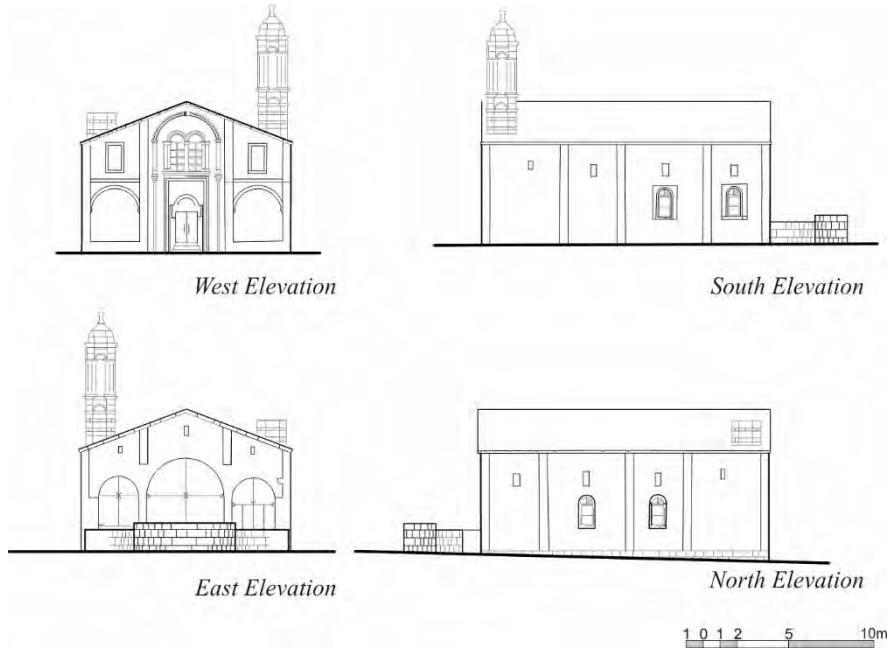 West Elevation
South Elevation
East Elevation
North Elevation
1 0 1 2 5 10m